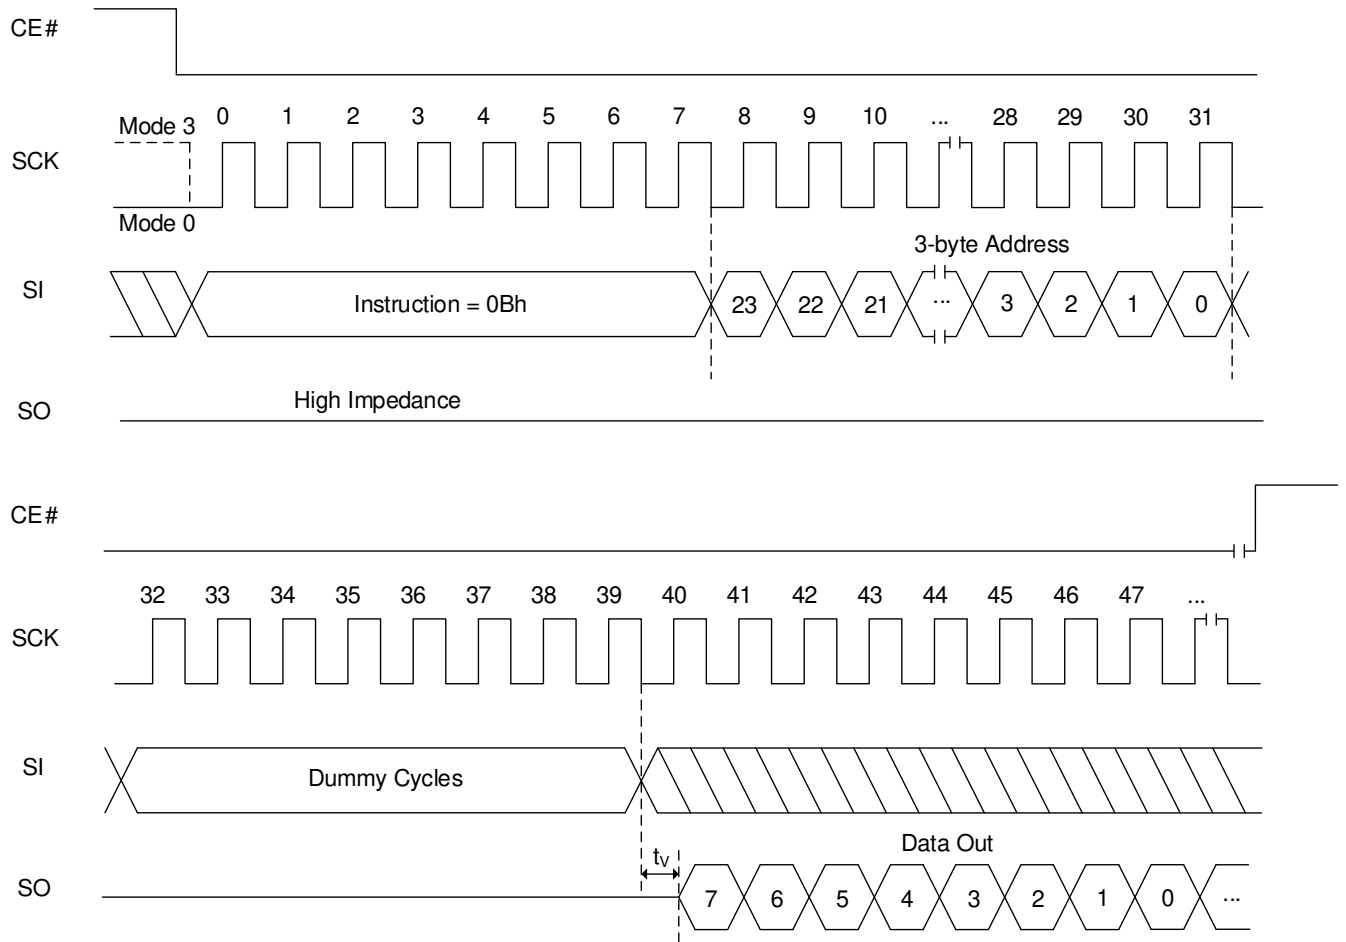 CE#
Mode 3 0 1 2 3 4 5 6 7 8 9 10 ... 28 29 30 31
SCK
Mode 0
3-byte Address
SI Instruction = 0Bh 23 22 21 ... 3 2 1 0
High Impedance
SO
CE#
32 33 34 35 36 37 38 39 40 41 42 43 44 45 46 47 ...
SCK
SI Dummy Cycles
Data Out
tV
SO 7 6 5 4 3 2 1 0 ...